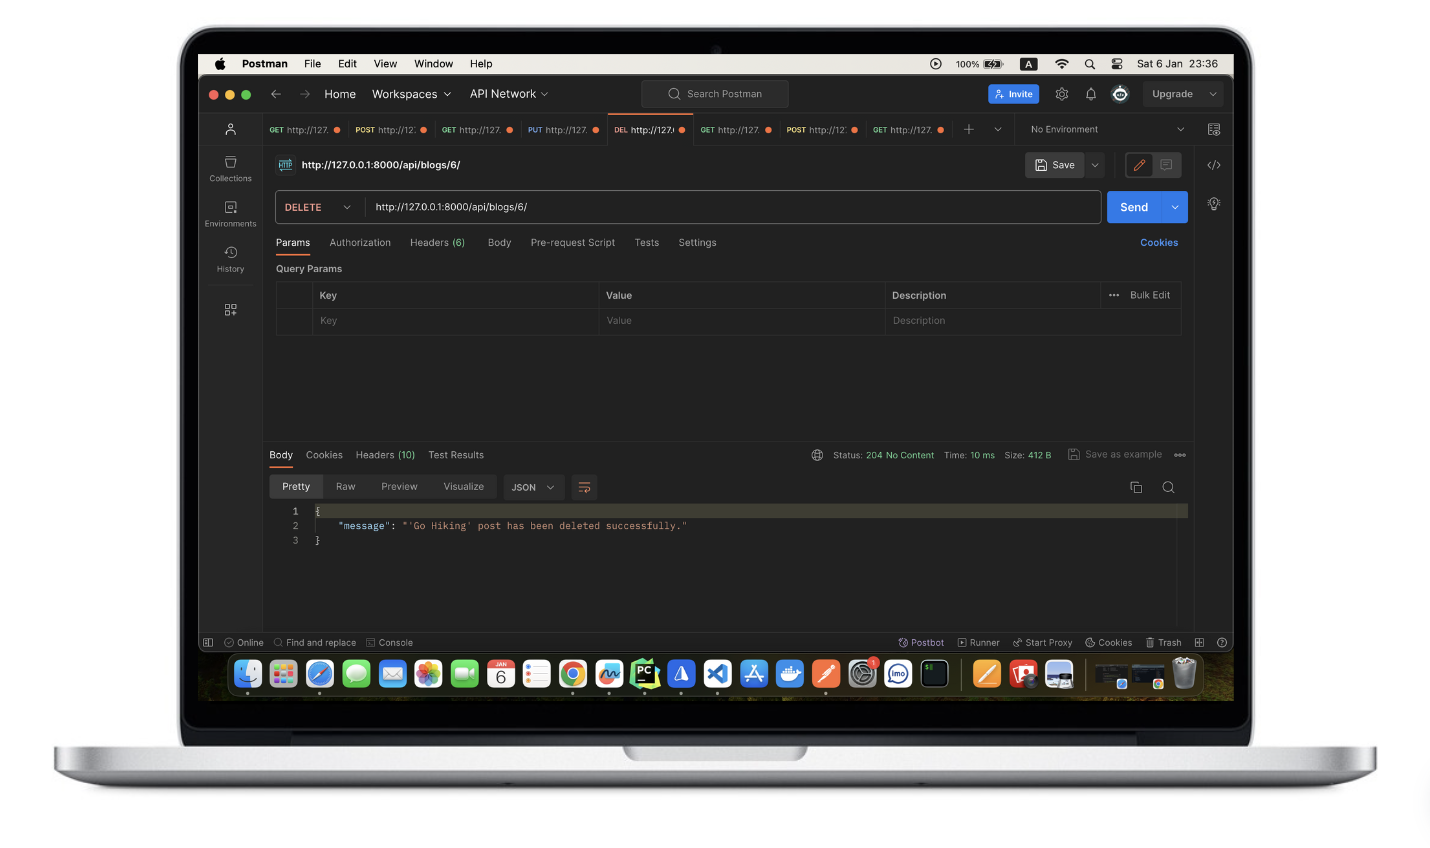 Postman File Edit View Window Help 100% A Sat 6 Jan 23:36
Home Workspaces API Network Search Postman Invite Upgrade
GET http://127. POST http://12: GET http://127. PUT http://127. DEL http://127.( GET http://127. POST http://12: GET http://127. No Environment
HTTP http://127.0.0.1:8000/api/blogs/6/ Save
Collections
DELETE http://127.0.0.1:8000/api/blogs/6/ Send
Environments
Params Authorization Headers (6) Body Pre-request Script Tests Settings Cookies
History
Query Params
Key Value Description Bulk Edit
Key Value Description
Body Cookies Headers (10) Test Results Status: 204 No Content Time: 10 ms Size: 412 B Save as example
Pretty Raw Preview Visualize JSON
1 {
2 "message": "'Go Hiking' post has been deleted successfully."
3 }
Online Find and replace Console Postbot Runner Start Proxy Cookies Trash
JAN
6
PC
1
imo
$